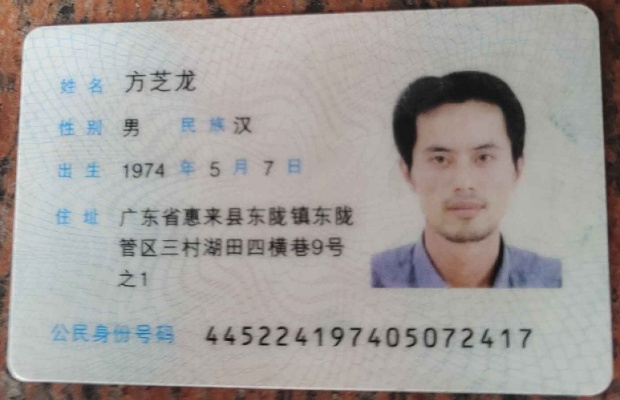 姓名 方芝龙
性别 男 民族 汉
出生 1974 年 5 月 7 日
住址 广东省惠来县东陇镇东陇
管区三村湖田四横巷9号
之1
公民身份号码 445224197405072417